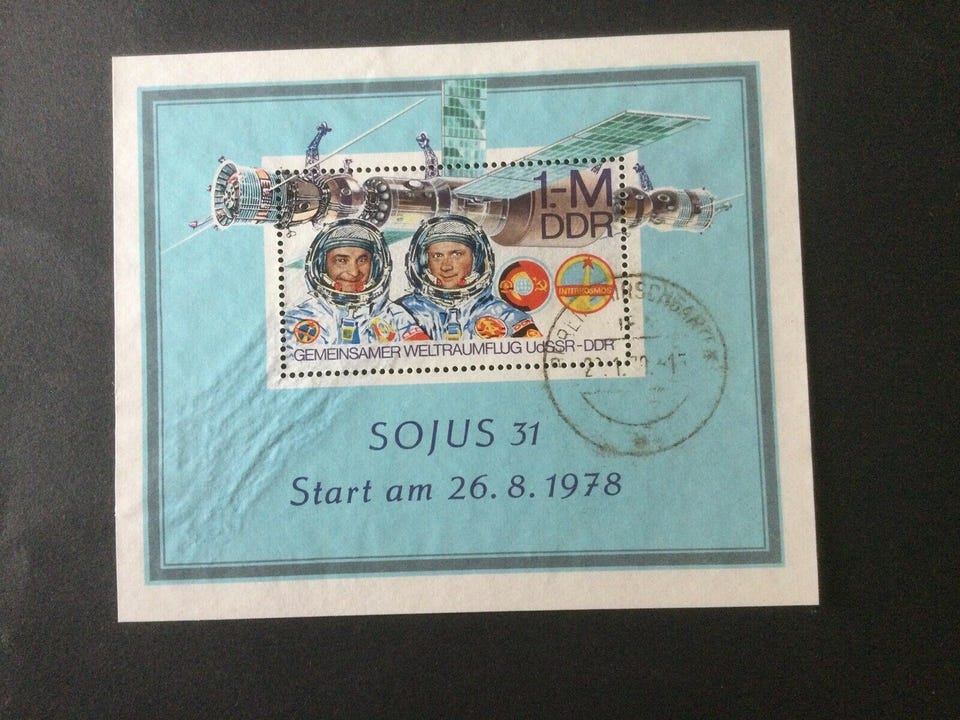 1.-M
DDR
INTERKOSMOS
GEMEINSAMER WELTRAUMFLUG UdSSR-DDR
SOJUS 31
Start am 26.8.1978